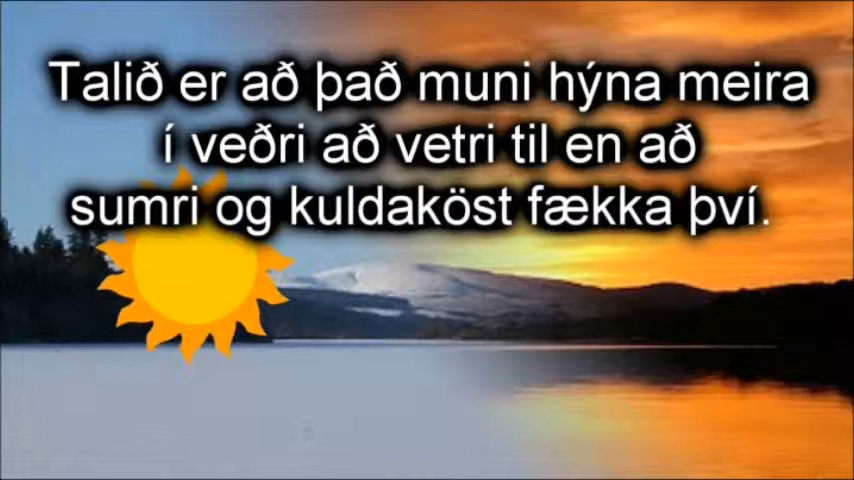 Talið er að það muni hýna meira
í veðri að vetri til en að
sumri og kuldaköst fækka því.